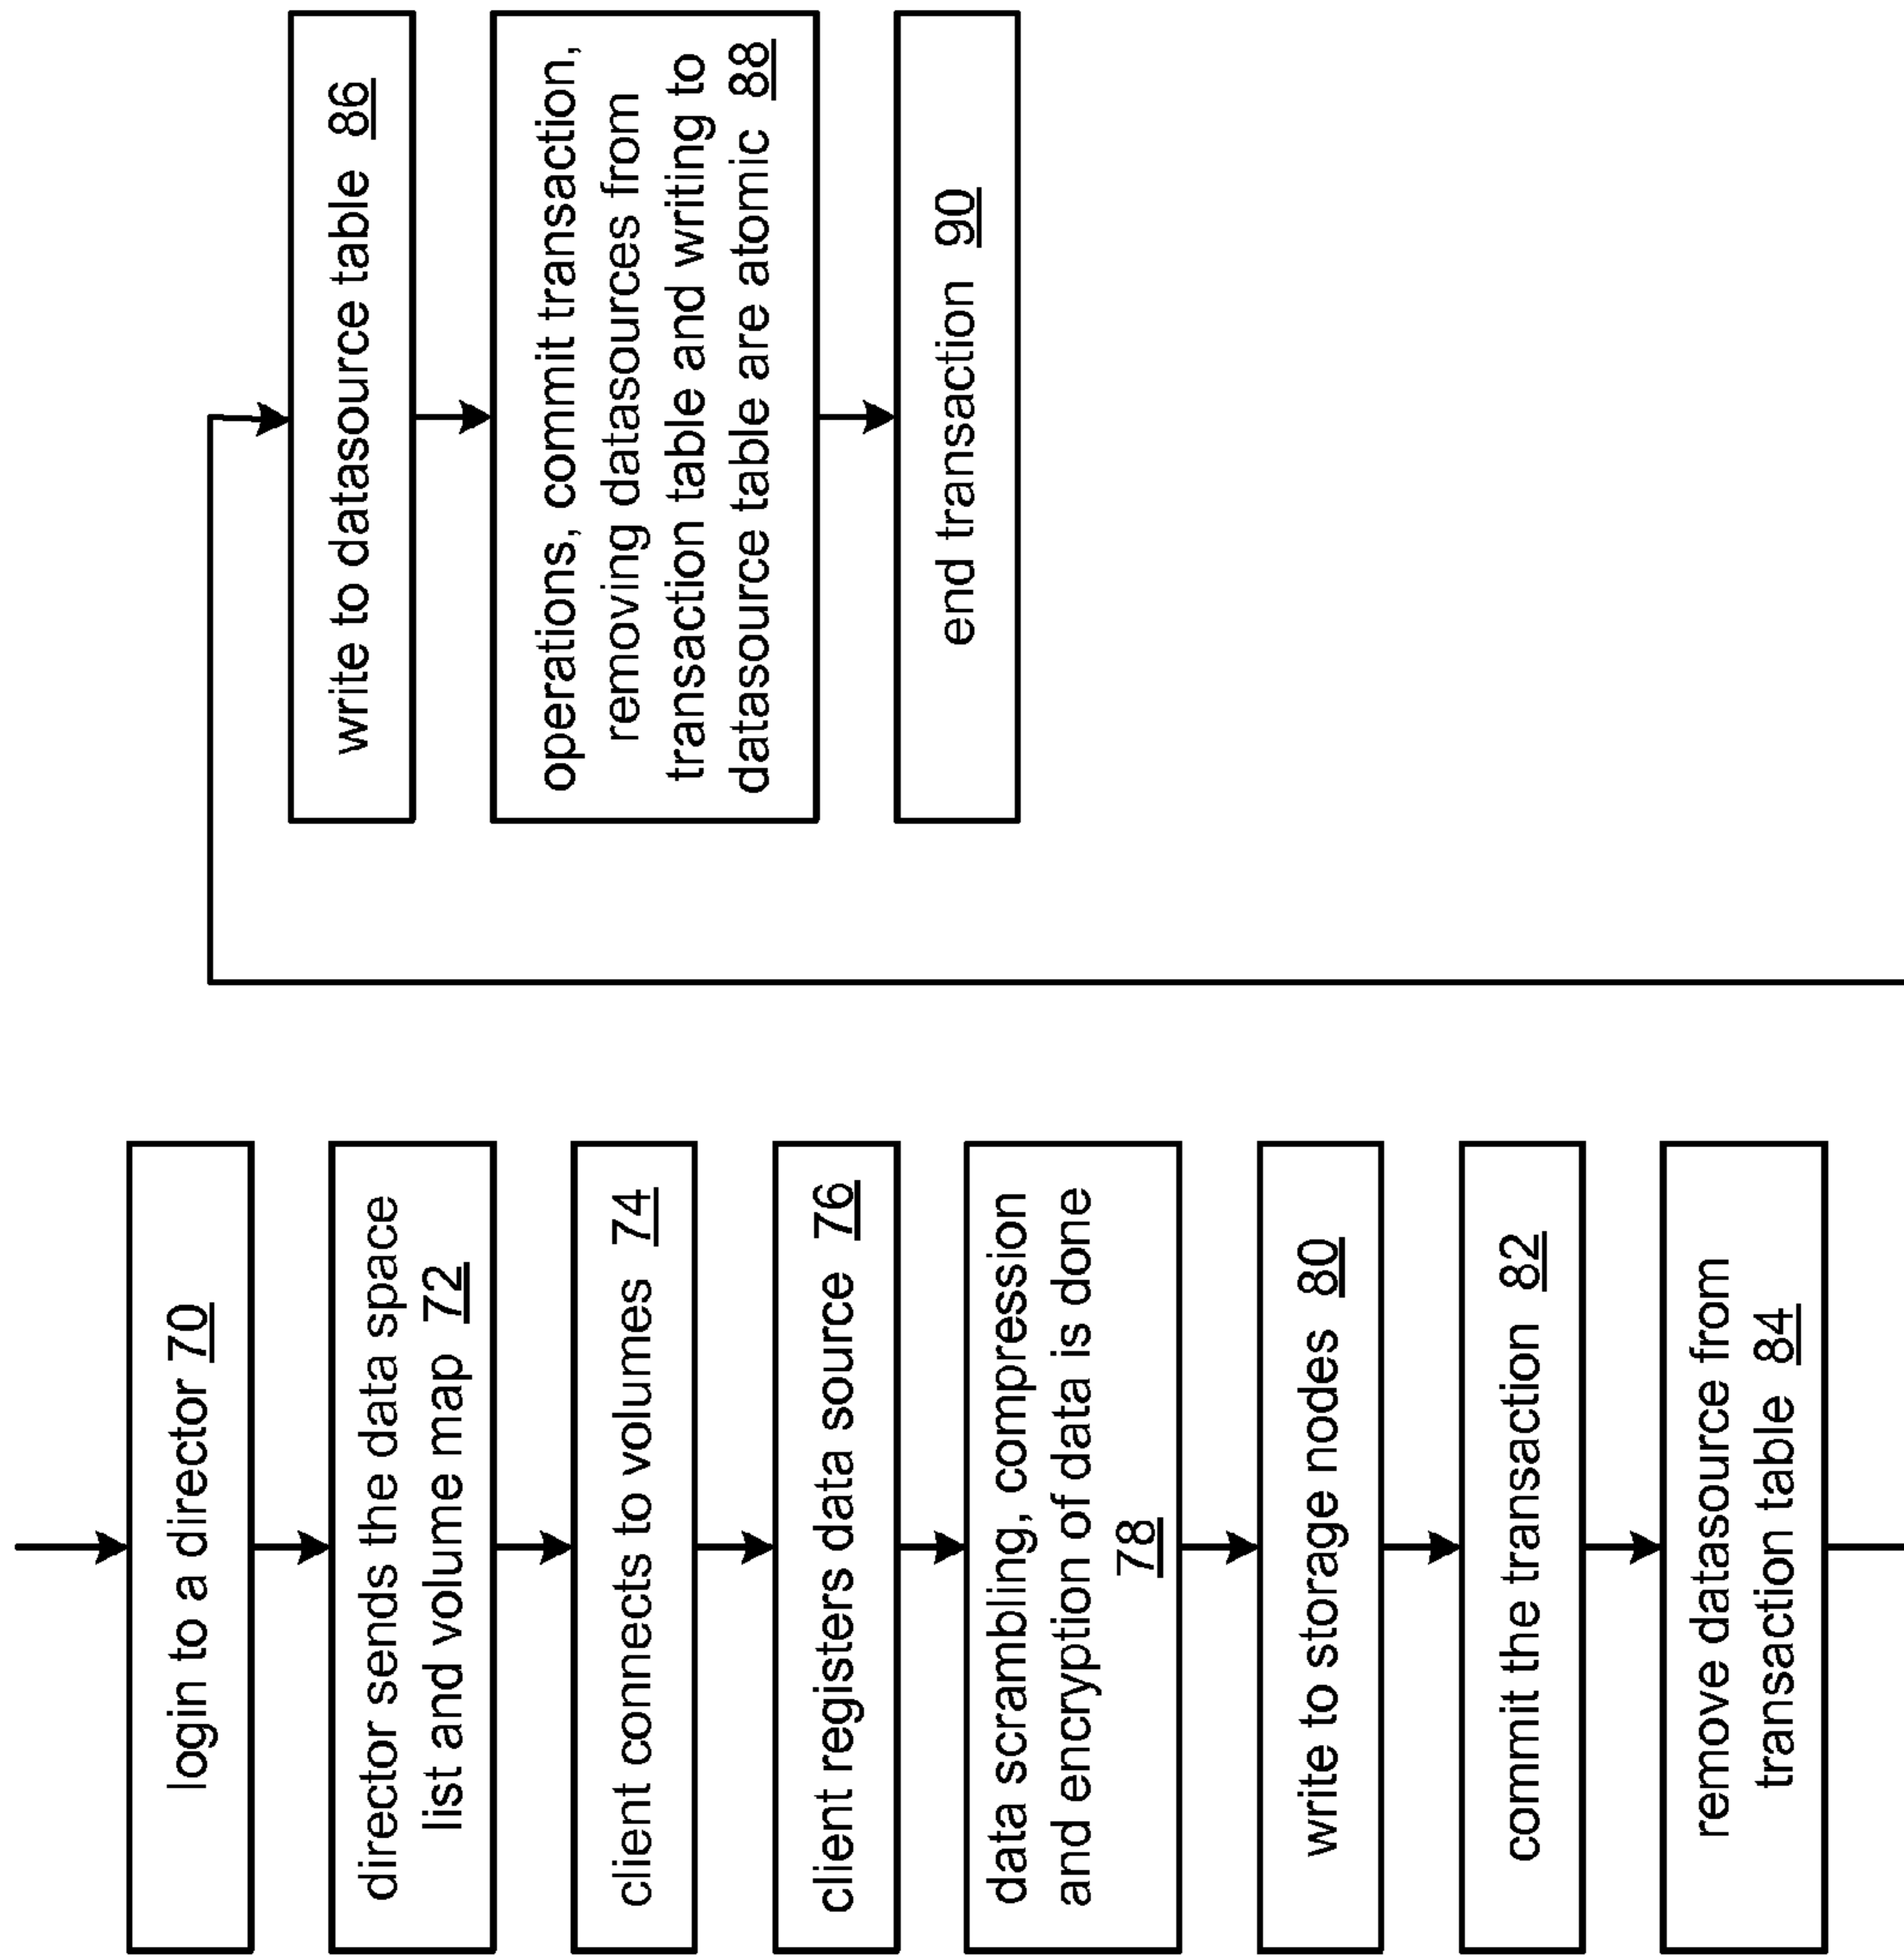 login to a director 70
director sends the data space
list and volume map 72
client connects to volumes 74
client registers data source 76
data scrambling, compression
and encryption of data is done
78
write to storage nodes 80
commit the transaction 82
remove datasource from
transaction table 84
write to datasource table 86
operations, commit transaction,
removing datasources from
transaction table and writing to
datasource table are atomic 88
end transaction 90